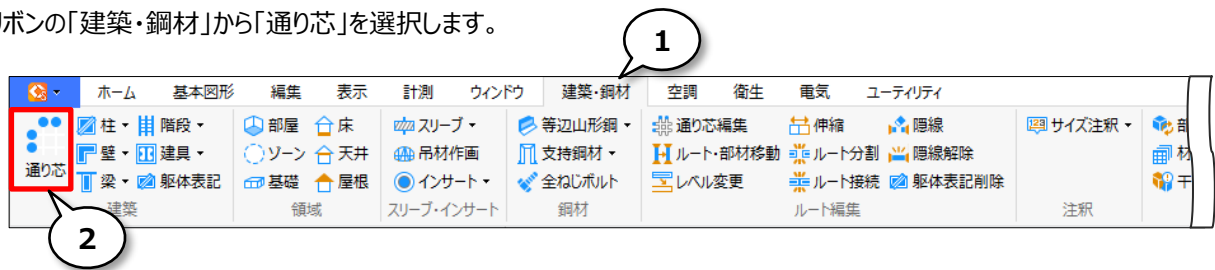 リボンの「建築・鋼材」から「通り芯」を選択します。
1
ホーム 基本図形 編集 表示 計測 ウィンドウ 建築・鋼材 空調 衛生 電気 ユーティリティ
柱 階段 部屋 床 スリーブ 等辺山形鋼 通り芯編集 伸縮 隠線 サイズ注釈 部
通り芯 壁 建具 ゾーン 天井 吊材作画 支持鋼材 ルート・部材移動 ルート分割 隠線解除 材
梁 躯体表記 基礎 屋根 インサート 全ねじボルト レベル変更 ルート接続 躯体表記削除 干
建築 領域 スリーブ・インサート 鋼材 ルート編集 注釈
2